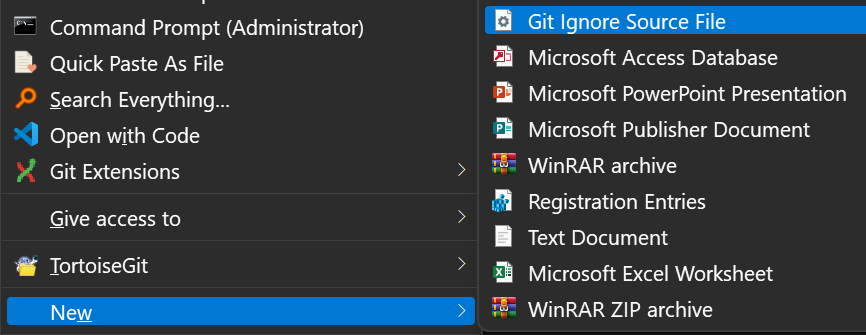 Command Prompt (Administrator)
Quick Paste As File
Search Everything...
Open with Code
Git Extensions
Give access to
TortoiseGit
New
Git Ignore Source File
Microsoft Access Database
Microsoft PowerPoint Presentation
Microsoft Publisher Document
WinRAR archive
Registration Entries
Text Document
Microsoft Excel Worksheet
WinRAR ZIP archive